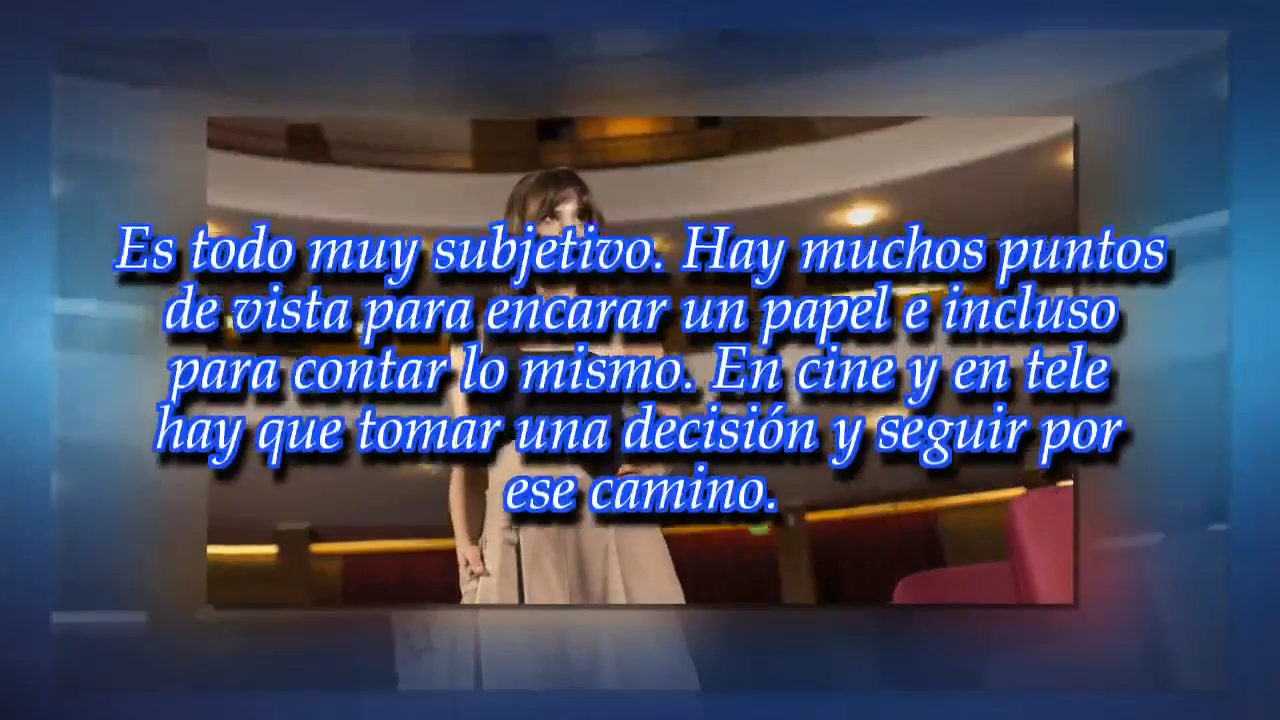 Es todo muy subjetivo. Hay muchos puntos
de vista para encarar un papel e incluso
para contar lo mismo. En cine y en tele
hay que tomar una decisión y seguir por
ese camino.